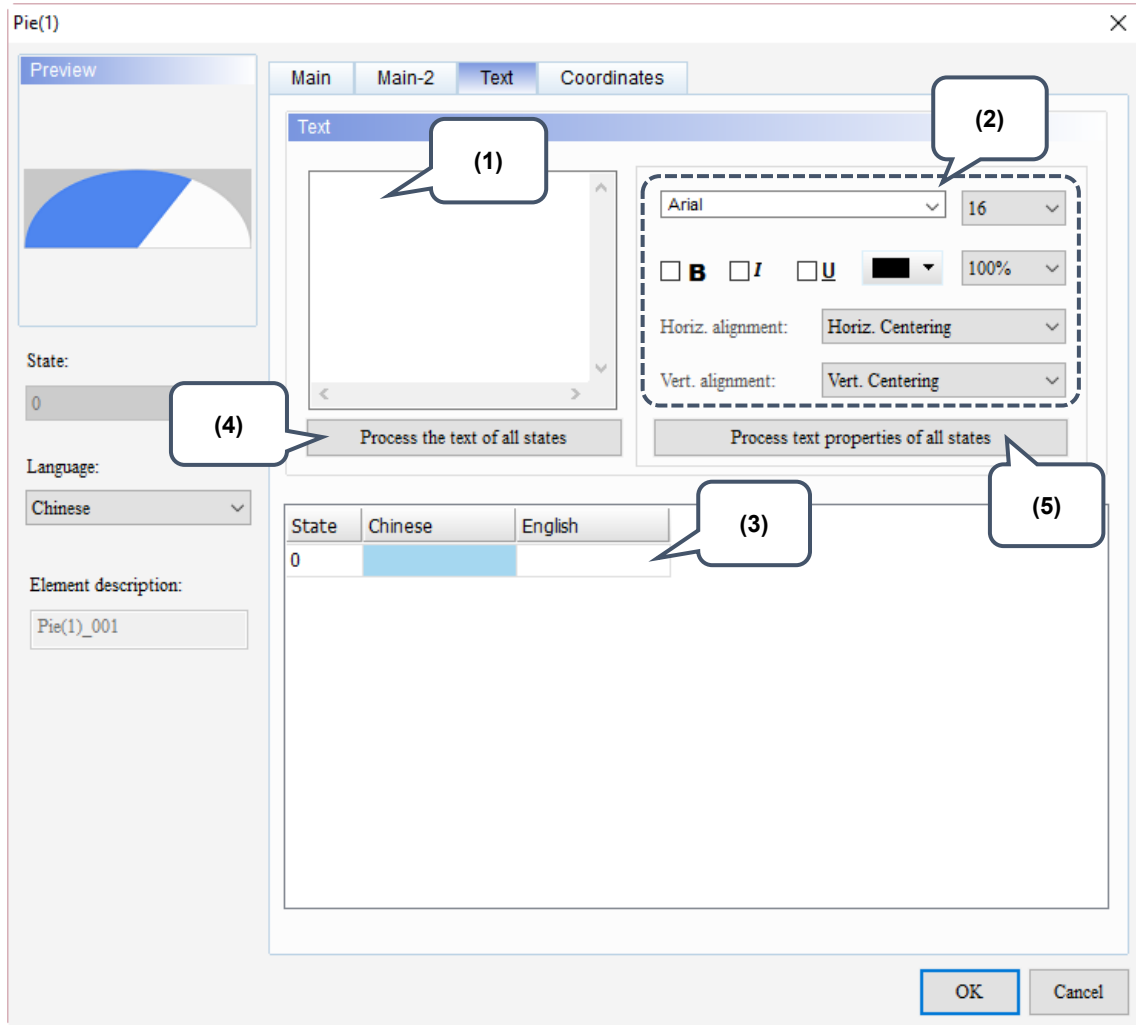 Pie(1)
Preview
Main Main-2 Text Coordinates
Text
(1)
(2)
Arial 16
B I U 100%
Horiz. alignment: Horiz. Centering
Vert. alignment: Vert. Centering
State:
0
(4)
Process the text of all states
Process text properties of all states
(5)
Language:
Chinese
State Chinese English
0
(3)
Element description:
Pie(1)_001
OK Cancel